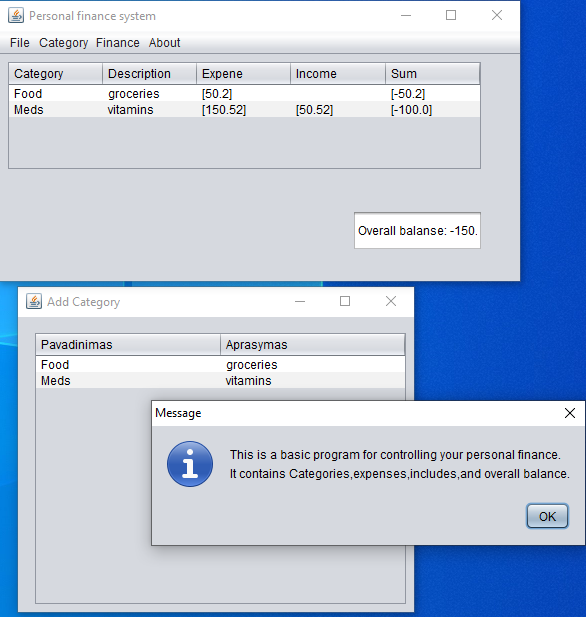 Personal finance system
File Category Finance About
Category Description Expene Income Sum
Food groceries [50.2] [-50.2]
Meds vitamins [150.52] [50.52] [-100.0]
Overall balanse: -150.
Add Category
Pavadinimas Aprasymas
Food groceries
Meds vitamins
Message
This is a basic program for controlling your personal finance.
It contains Categories,expenses,includes,and overall balance.
OK